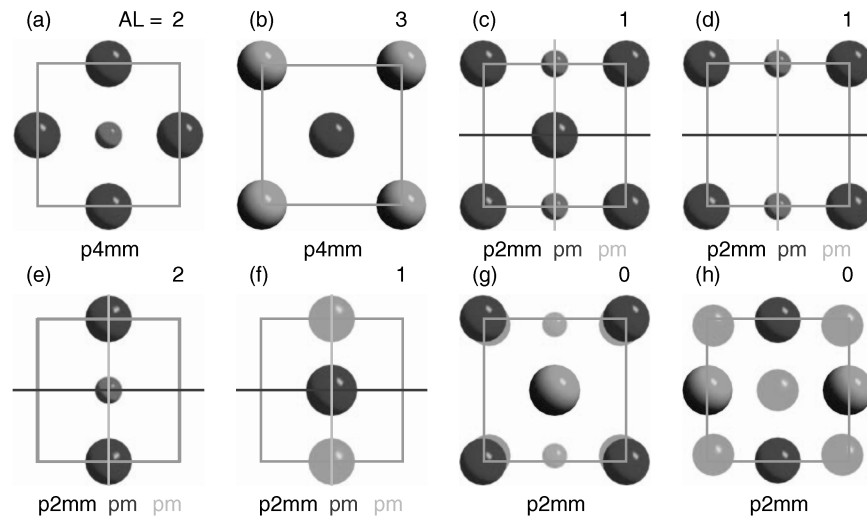 (a) AL = 2 (b) 3 (c) 1 (d) 1
p4mm p4mm p2mm pm pm p2mm pm pm
(e) 2 (f) 1 (g) 0 (h) 0
p2mm pm pm p2mm pm pm p2mm p2mm